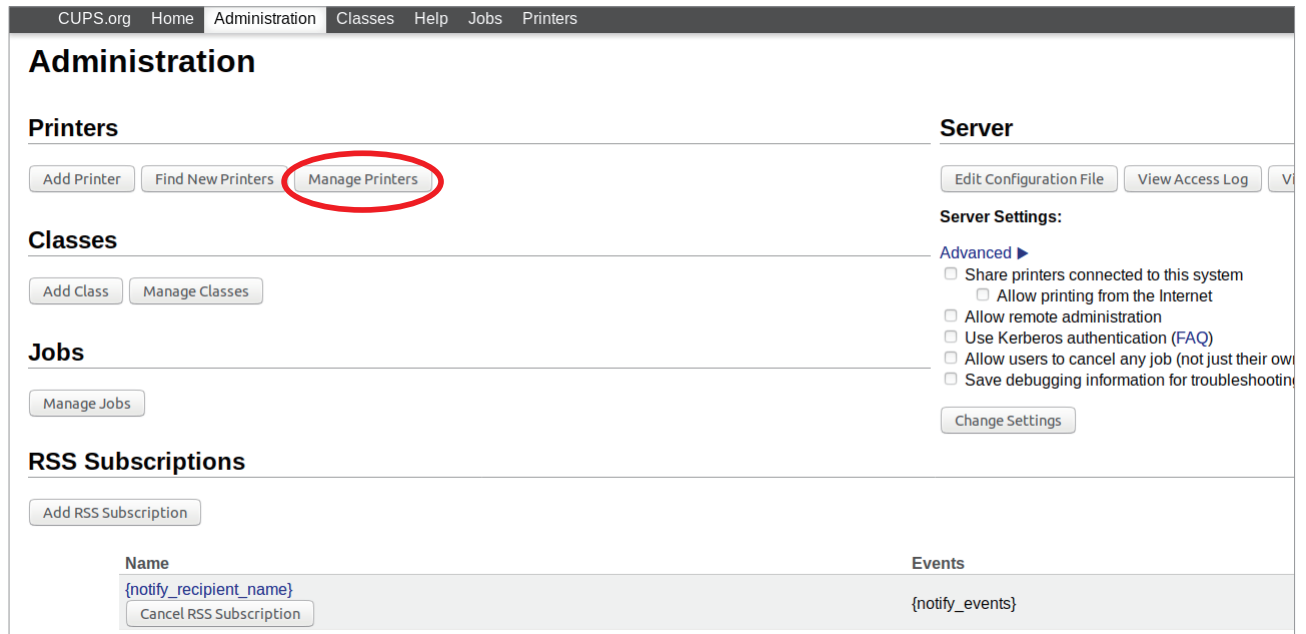 CUPS.org Home Administration Classes Help Jobs Printers
Administration
Printers
Add Printer Find New Printers Manage Printers
Classes
Add Class Manage Classes
Jobs
Manage Jobs
Server
Edit Configuration File View Access Log Vi
Server Settings:
Advanced ▶
Share printers connected to this system
Allow printing from the Internet
Allow remote administration
Use Kerberos authentication (FAQ)
Allow users to cancel any job (not just their own
Save debugging information for troubleshooting
Change Settings
RSS Subscriptions
Add RSS Subscription
Name Events
{notify_recipient_name}
Cancel RSS Subscription
{notify_events}